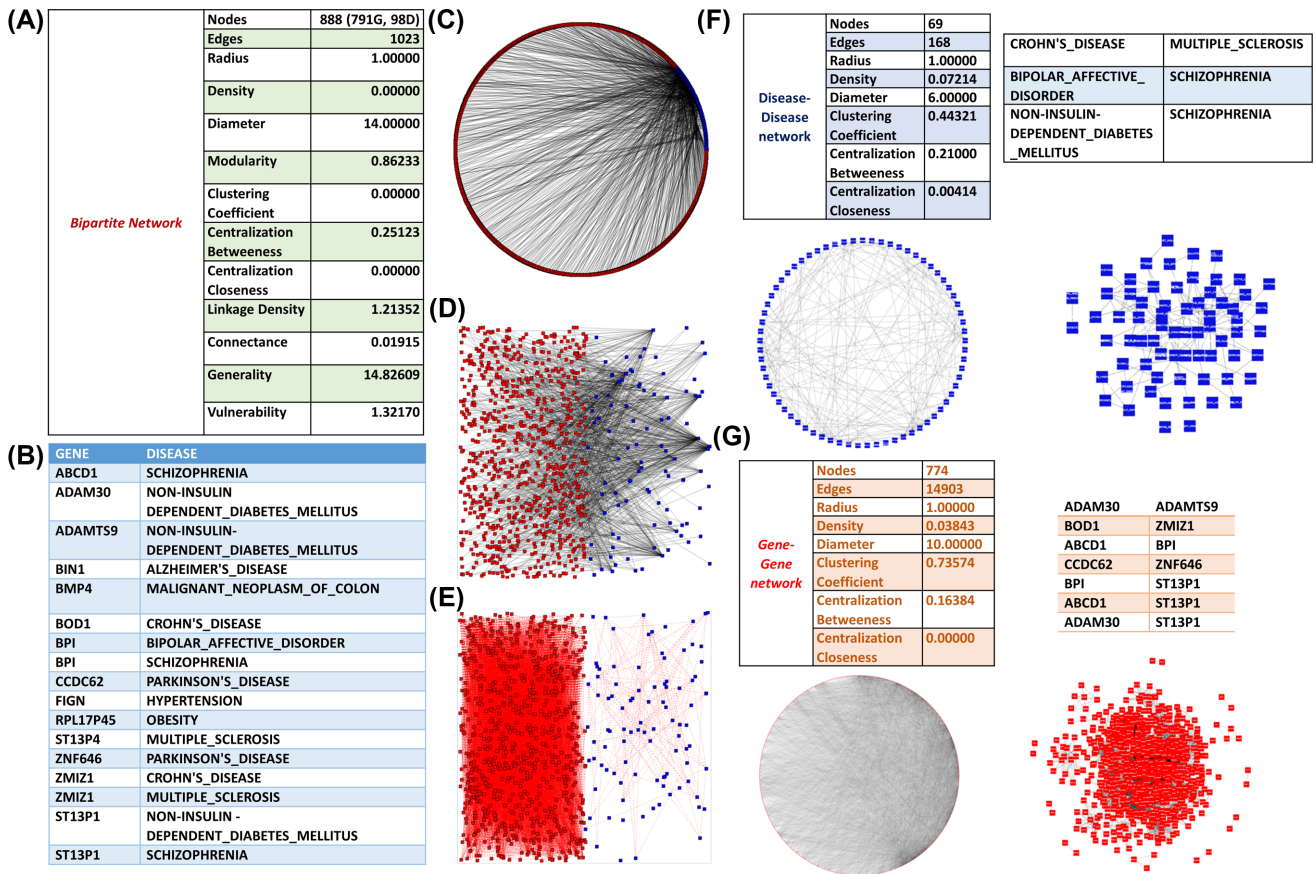 (A)
Bipartite Network
Nodes 888 (791G, 98D)
Edges 1023
Radius 1.00000
Density 0.00000
Diameter 14.00000
Modularity 0.86233
Clustering 0.00000
Coefficient
Centralization 0.25123
Betweeness
Centralization 0.00000
Closeness
Linkage Density 1.21352
Connectance 0.01915
Generality 14.82609
Vulnerability 1.32170
(B)
GENE DISEASE
ABCD1 SCHIZOPHRENIA
ADAM30 NON-INSULIN
DEPENDENT_DIABETES_MELLITUS
ADAMTS9 NON-INSULIN-
DEPENDENT_DIABETES_MELLITUS
BIN1 ALZHEIMER'S_DISEASE
BMP4 MALIGNANT_NEOPLASM_OF_COLON
BOD1 CROHN'S_DISEASE
BPI BIPOLAR_AFFECTIVE_DISORDER
BPI SCHIZOPHRENIA
CCDC62 PARKINSON'S_DISEASE
FIGN HYPERTENSION
RPL17P45 OBESITY
ST13P4 MULTIPLE_SCLEROSIS
ZNF646 PARKINSON'S_DISEASE
ZMIZ1 CROHN'S_DISEASE
ZMIZ1 MULTIPLE_SCLEROSIS
ST13P1 NON-INSULIN -
DEPENDENT_DIABETES_MELLITUS
ST13P1 SCHIZOPHRENIA
(C)
(D)
(E)
(F)
Disease-
Disease
network
Nodes 69
Edges 168
Radius 1.00000
Density 0.07214
Diameter 6.00000
Clustering 0.44321
Coefficient
Centralization 0.21000
Betweeness
Centralization 0.00414
Closeness
CROHN'S_DISEASE MULTIPLE_SCLEROSIS
BIPOLAR_AFFECTIVE_ SCHIZOPHRENIA
DISORDER
NON-INSULIN- SCHIZOPHRENIA
DEPENDENT_DIABETES
_MELLITUS
(G)
Gene-
Gene
network
Nodes 774
Edges 14903
Radius 1.00000
Density 0.03843
Diameter 10.00000
Clustering 0.73574
Coefficient
Centralization 0.16384
Betweeness
Centralization 0.00000
Closeness
ADAM30 ADAMTS9
BOD1 ZMIZ1
ABCD1 BPI
CCDC62 ZNF646
BPI ST13P1
ABCD1 ST13P1
ADAM30 ST13P1